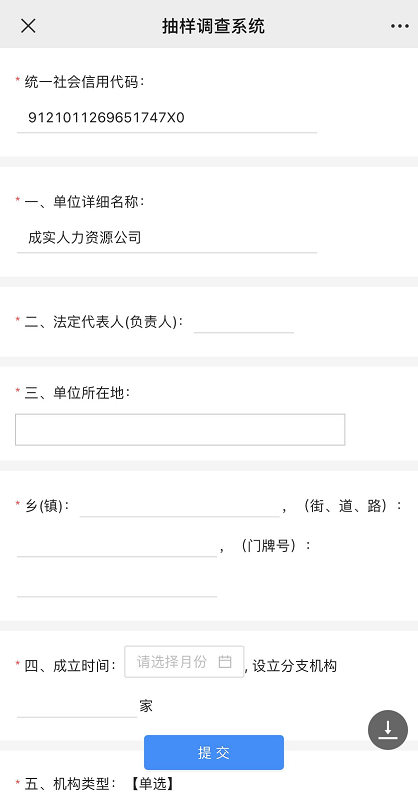 抽样调查系统
* 统一社会信用代码：
9121011269651747X0
* 一、单位详细名称：
成实人力资源公司
* 二、法定代表人(负责人)：
* 三、单位所在地：
* 乡(镇)：，（街、道、路）：
，（门牌号）：
* 四、成立时间：请选择月份, 设立分支机构
家
提交
* 五、机构类型：【单选】